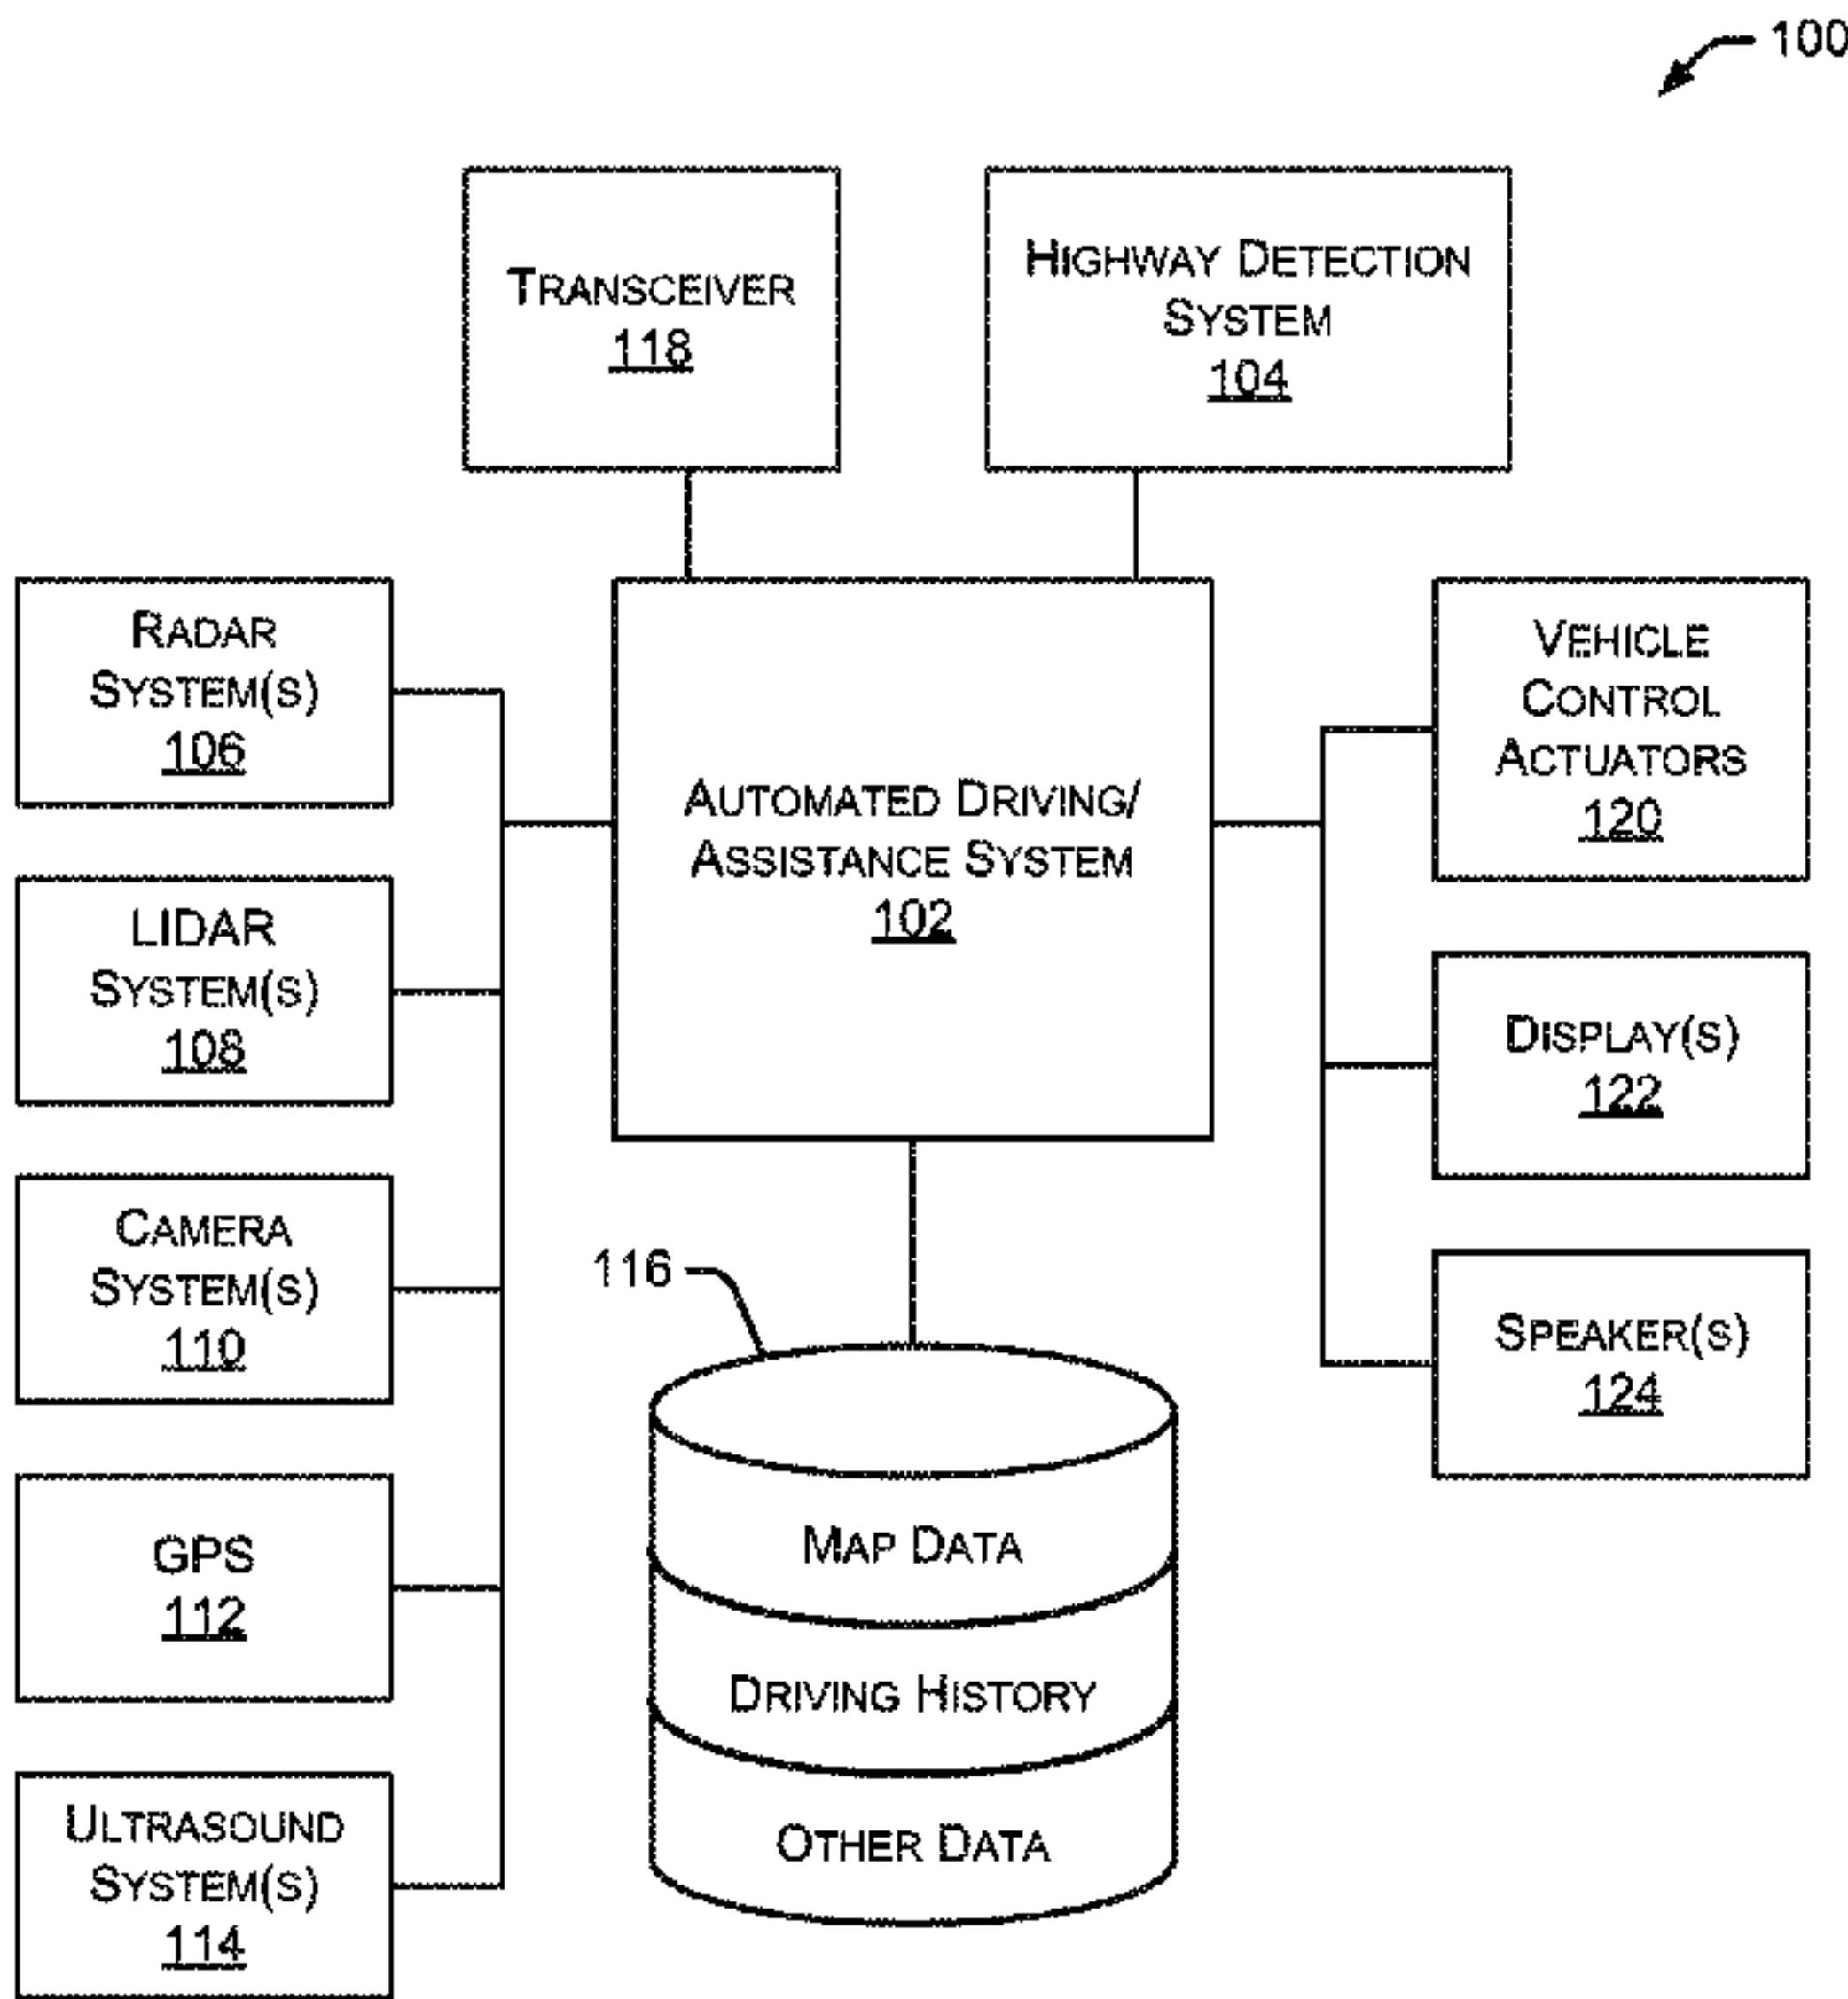 100
TRANSCEIVER
118
HIGHWAY DETECTION
SYSTEM
104
RADAR
SYSTEM(S)
106
LIDAR
SYSTEM(S)
108
CAMERA
SYSTEM(S)
110
GPS
112
ULTRASOUND
SYSTEM(S)
114
AUTOMATED DRIVING/
ASSISTANCE SYSTEM
102
116
MAP DATA
DRIVING HISTORY
OTHER DATA
VEHICLE
CONTROL
ACTUATORS
120
DISPLAY(S)
122
SPEAKER(S)
124